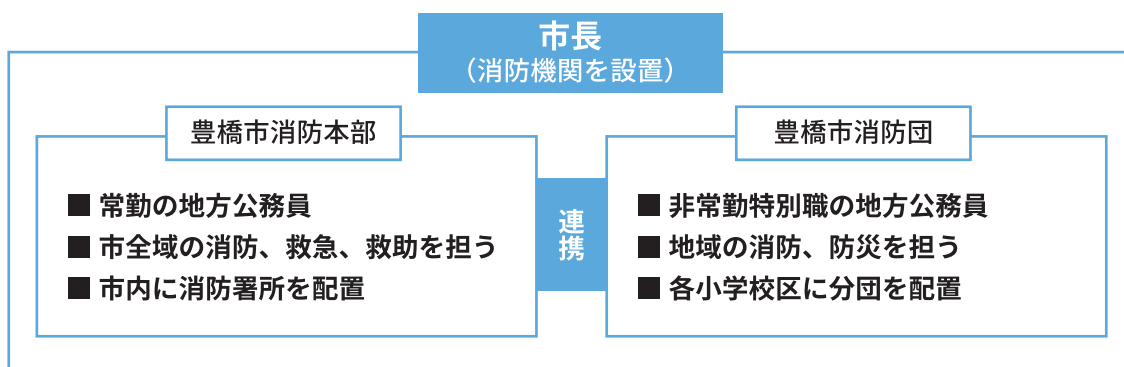 市長
（消防機関を設置）
豊橋市消防本部
■ 常勤の地方公務員
■ 市全域の消防、救急、救助を担う
■ 市内に消防署所を配置
連携
豊橋市消防団
■ 非常勤特別職の地方公務員
■ 地域の消防、防災を担う
■ 各小学校区に分団を配置